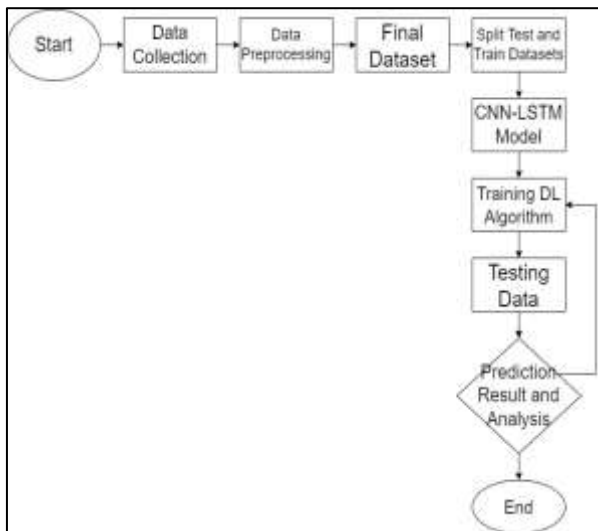 Start
Data
Collection
Data
Preprocessing
Final
Dataset
Split Test and
Train Datasets
CNN-LSTM
Model
Training DL
Algorithm
Testing
Data
Prediction
Result and
Analysis
End